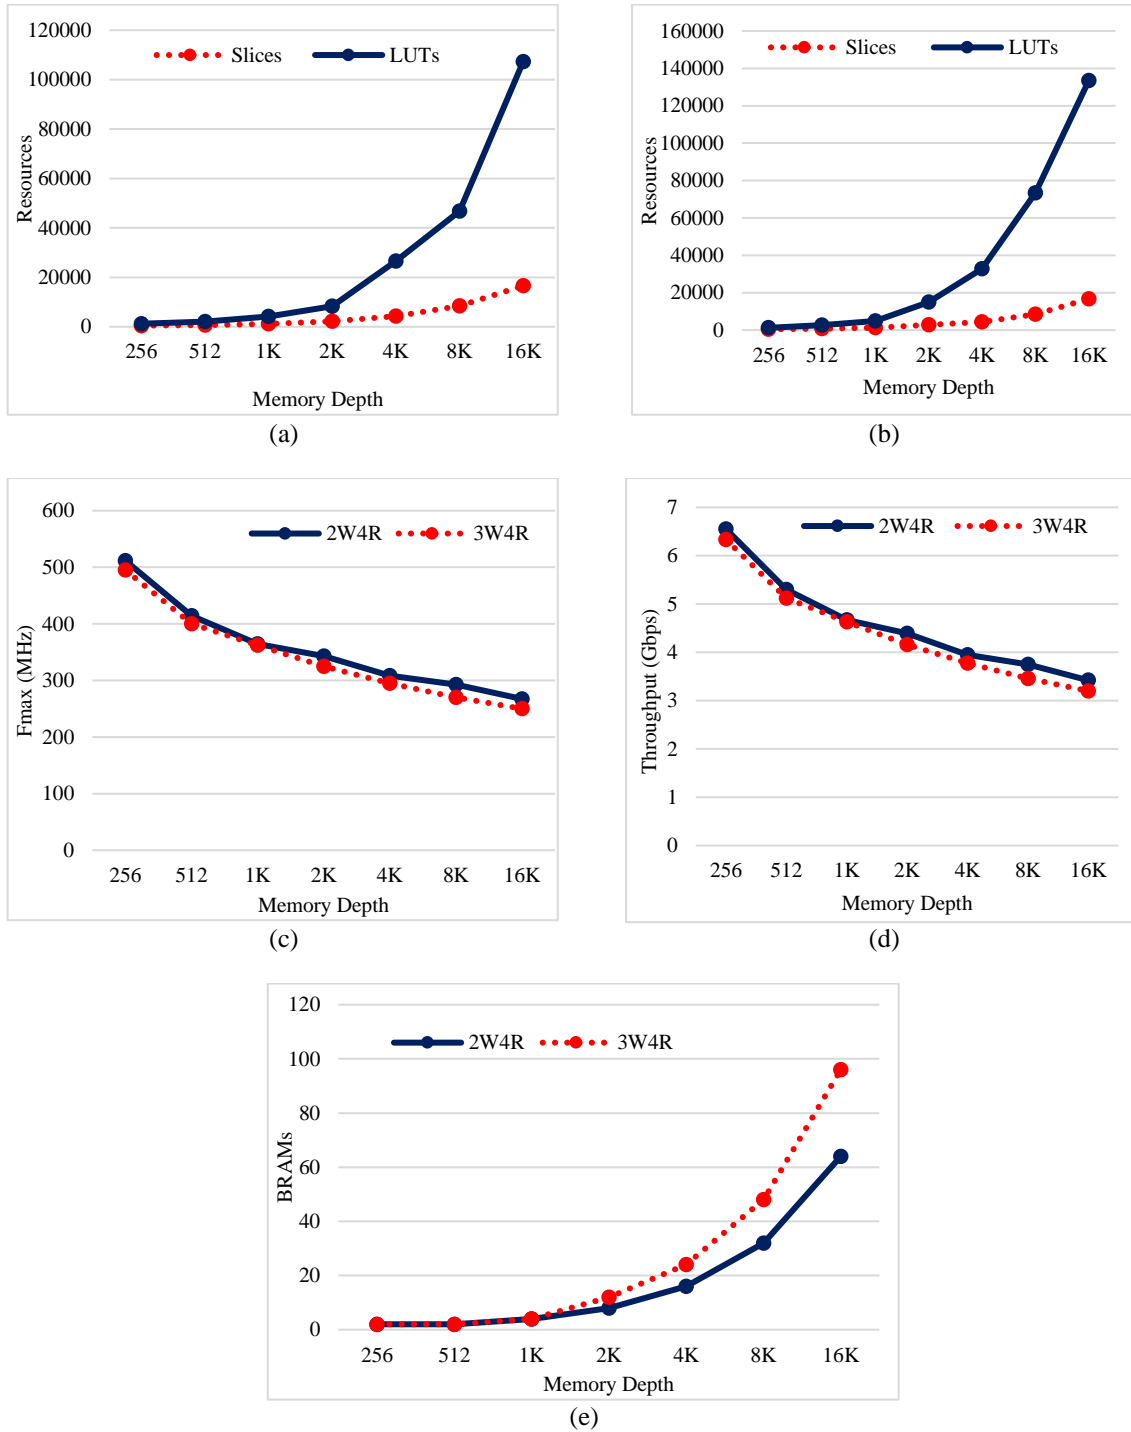 120000
100000
80000
60000
40000
20000
0
Resources
Slices LUTs
256 512 1K 2K 4K 8K 16K
Memory Depth
(a)
160000
140000
120000
100000
80000
60000
40000
20000
0
Resources
Slices LUTs
256 512 1K 2K 4K 8K 16K
Memory Depth
(b)
600
500
400
300
200
100
0
Fmax (MHz)
2W4R 3W4R
256 512 1K 2K 4K 8K 16K
Memory Depth
(c)
7
6
5
4
3
2
1
0
Throughput (Gbps)
2W4R 3W4R
256 512 1K 2K 4K 8K 16K
Memory Depth
(d)
120
100
80
60
40
20
0
BRAMs
2W4R 3W4R
256 512 1K 2K 4K 8K 16K
Memory Depth
(e)